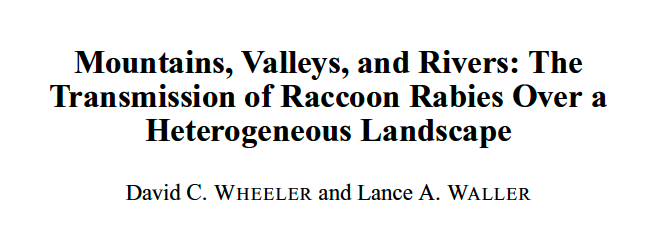 Mountains, Valleys, and Rivers: The
Transmission of Raccoon Rabies Over a
Heterogeneous Landscape
David C. WHEELER and Lance A. WALLER